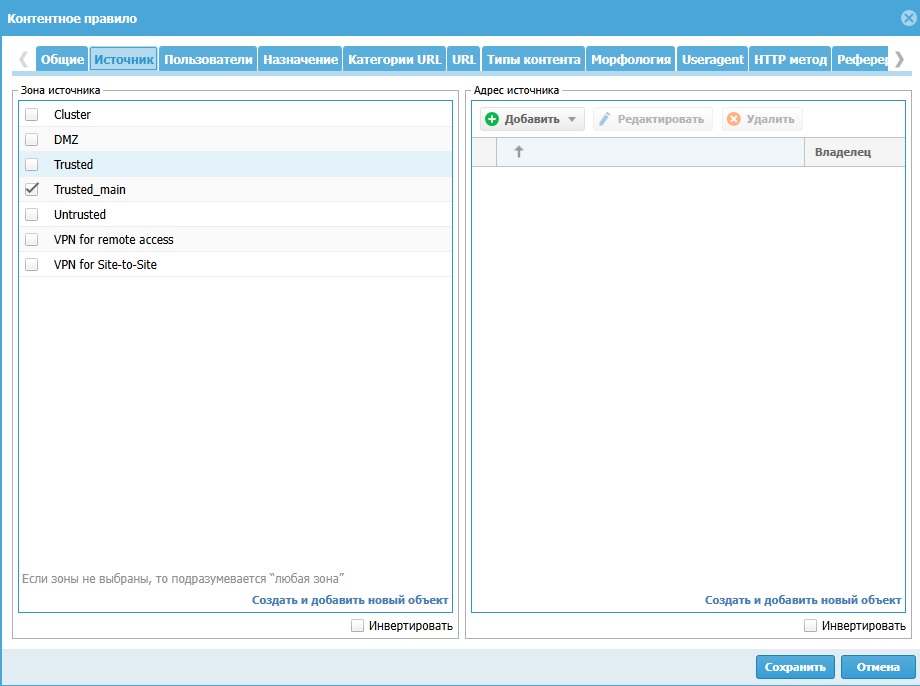 Контентное правило
Общие Источник Пользователи Назначение Категории URL URL Типы контента Морфология Useragent HTTP метод Рефере
Зона источника
Cluster
DMZ
Trusted
Trusted_main
Untrusted
VPN for remote access
VPN for Site-to-Site
Если зоны не выбраны, то подразумевается “любая зона”
Создать и добавить новый объект
Инвертировать
Адрес источника
Добавить Редактировать Удалить
Владелец
Создать и добавить новый объект
Инвертировать
Сохранить Отмена